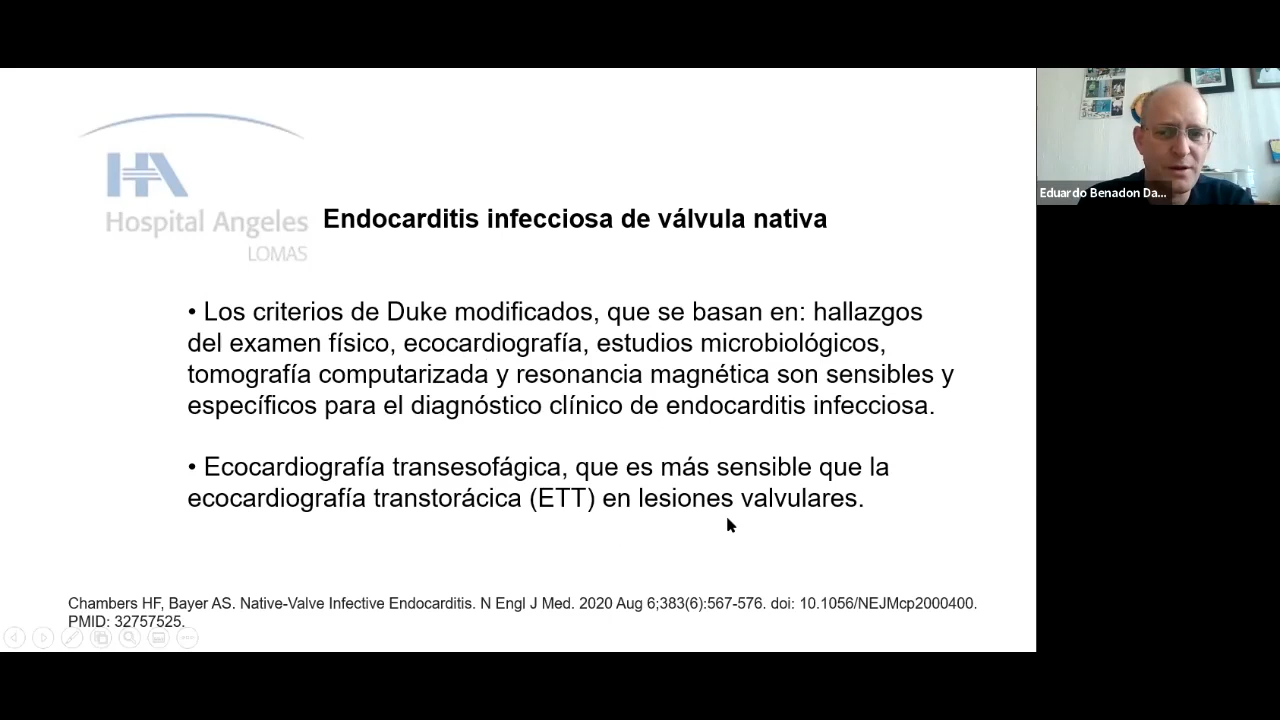 HA
Hospital Angeles
LOMAS
Endocarditis infecciosa de válvula nativa
• Los criterios de Duke modificados, que se basan en: hallazgos
del examen físico, ecocardiografía, estudios microbiológicos,
tomografía computarizada y resonancia magnética son sensibles y
específicos para el diagnóstico clínico de endocarditis infecciosa.
• Ecocardiografía transesofágica, que es más sensible que la
ecocardiografía transtorácica (ETT) en lesiones valvulares.
Chambers HF, Bayer AS. Native-Valve Infective Endocarditis. N Engl J Med. 2020 Aug 6;383(6):567-576. doi: 10.1056/NEJMcp2000400.
PMID: 32757525.
Eduardo Benadon Da...